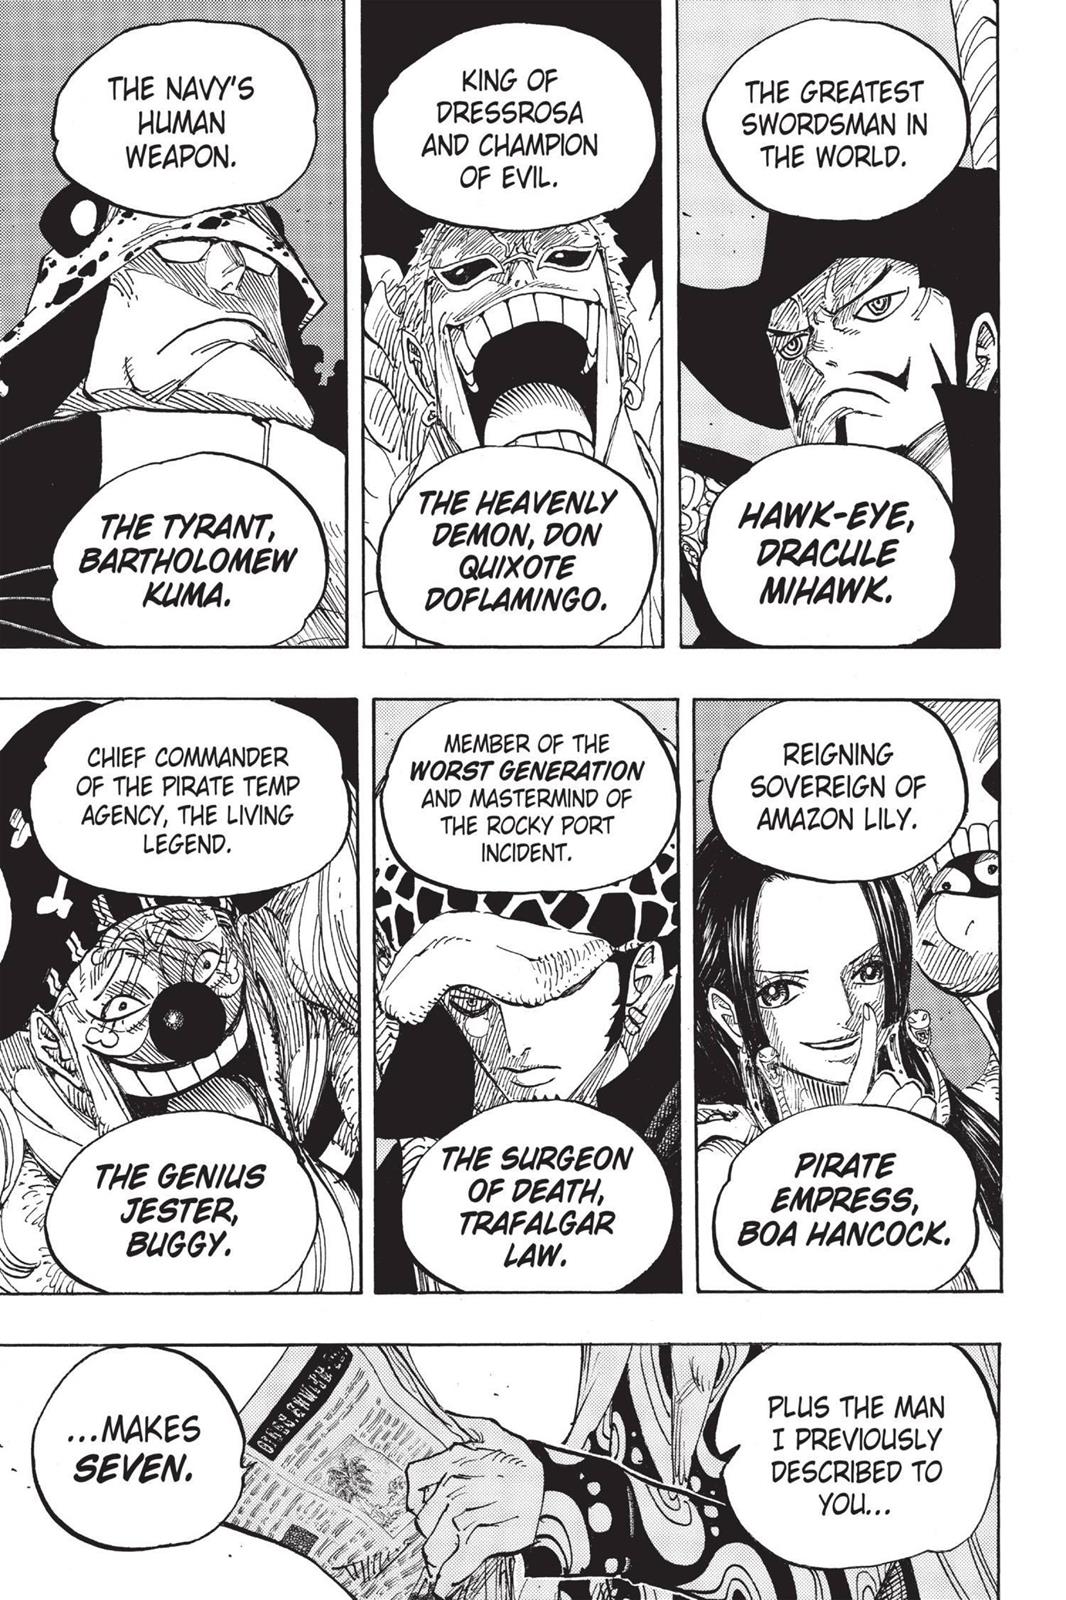 THE GREATEST
SWORDSMAN IN
THE WORLD.
HAWK-EYE,
DRACULE
MIHAWK.
KING OF
DRESSROSA
AND CHAMPION
OF EVIL.
THE HEAVENLY
DEMON, DON
QUIXOTE
DOFLAMINGO.
THE NAVY'S
HUMAN
WEAPON.
THE TYRANT,
BARTHOLOMEW
KUMA.
REIGNING
SOVEREIGN OF
AMAZON LILY.
PIRATE
EMPRESS,
BOA HANCOCK.
MEMBER OF THE
WORST GENERATION
AND MASTERMIND OF
THE ROCKY PORT
INCIDENT.
THE SURGEON
OF DEATH,
TRAFALGAR
LAW.
CHIEF COMMANDER
OF THE PIRATE TEMP
AGENCY, THE LIVING
LEGEND.
THE GENIUS
JESTER,
BUGGY.
PLUS THE MAN
I PREVIOUSLY
DESCRIBED TO
YOU...
...MAKES
SEVEN.